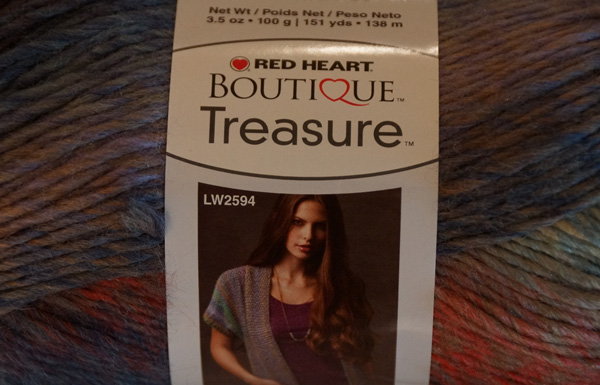 Net Wt / Poids Net / Peso Neto
3.5 oz • 100 g | 151 yds • 138 m
RED HEART
BOUTIQUE™
Treasure™
LW2594